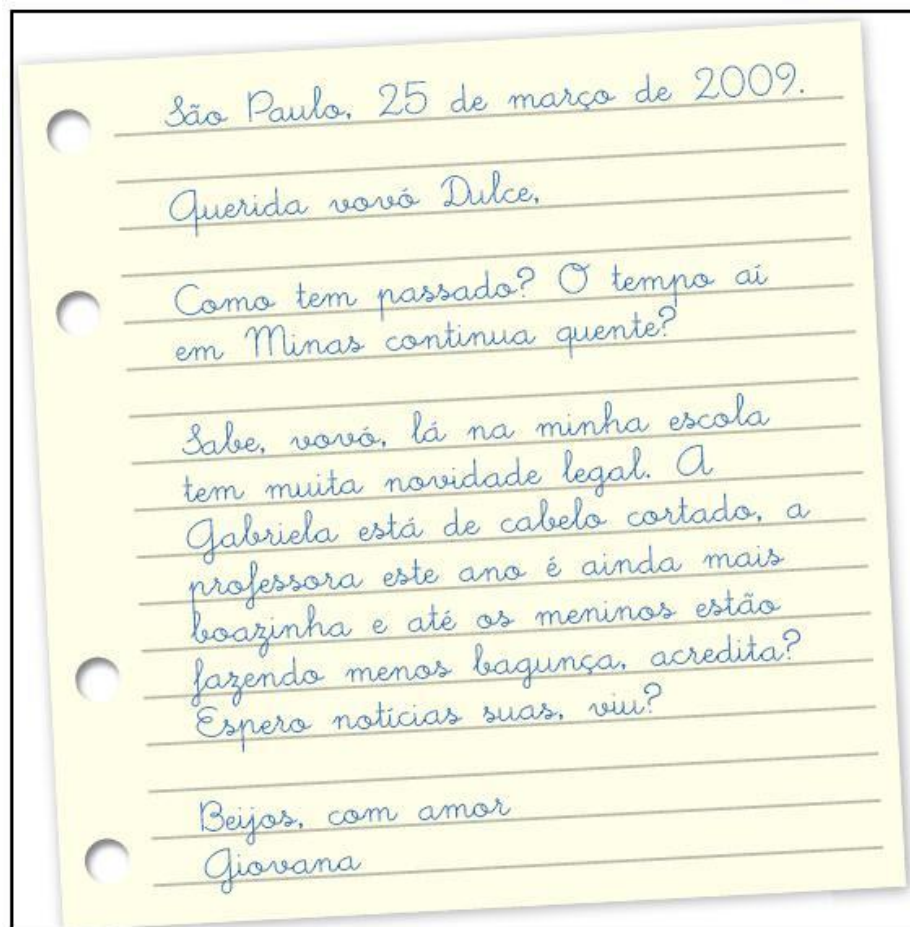 São Paulo, 25 de março de 2009.
Querida vovó Dulce,
Como tem passado? O tempo aí
em Minas continua quente?
Sabe, vovó, lá na minha escola
tem muita novidade legal. A
Gabriela está de cabelo cortado, a
professora este ano é ainda mais
boazinha e até os meninos estão
fazendo menos bagunça, acredita?
Espero notícias suas, viu?
Beijos, com amor
Giovana